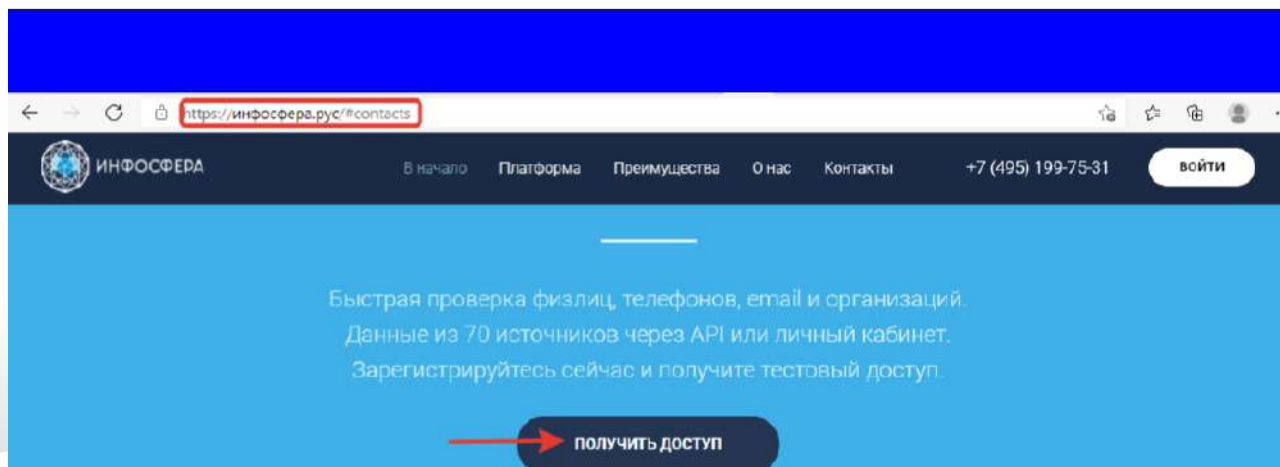 https://инфосфера.рус/#contacts
ИНФОСФЕРА
В начало Платформа Преимущества О нас Контакты +7 (495) 199-75-31 ВОЙТИ
Быстрая проверка физлиц, телефонов, email и организаций.
Данные из 70 источников через API или личный кабинет.
Зарегистрируйтесь сейчас и получите тестовый доступ.
ПОЛУЧИТЬ ДОСТУП